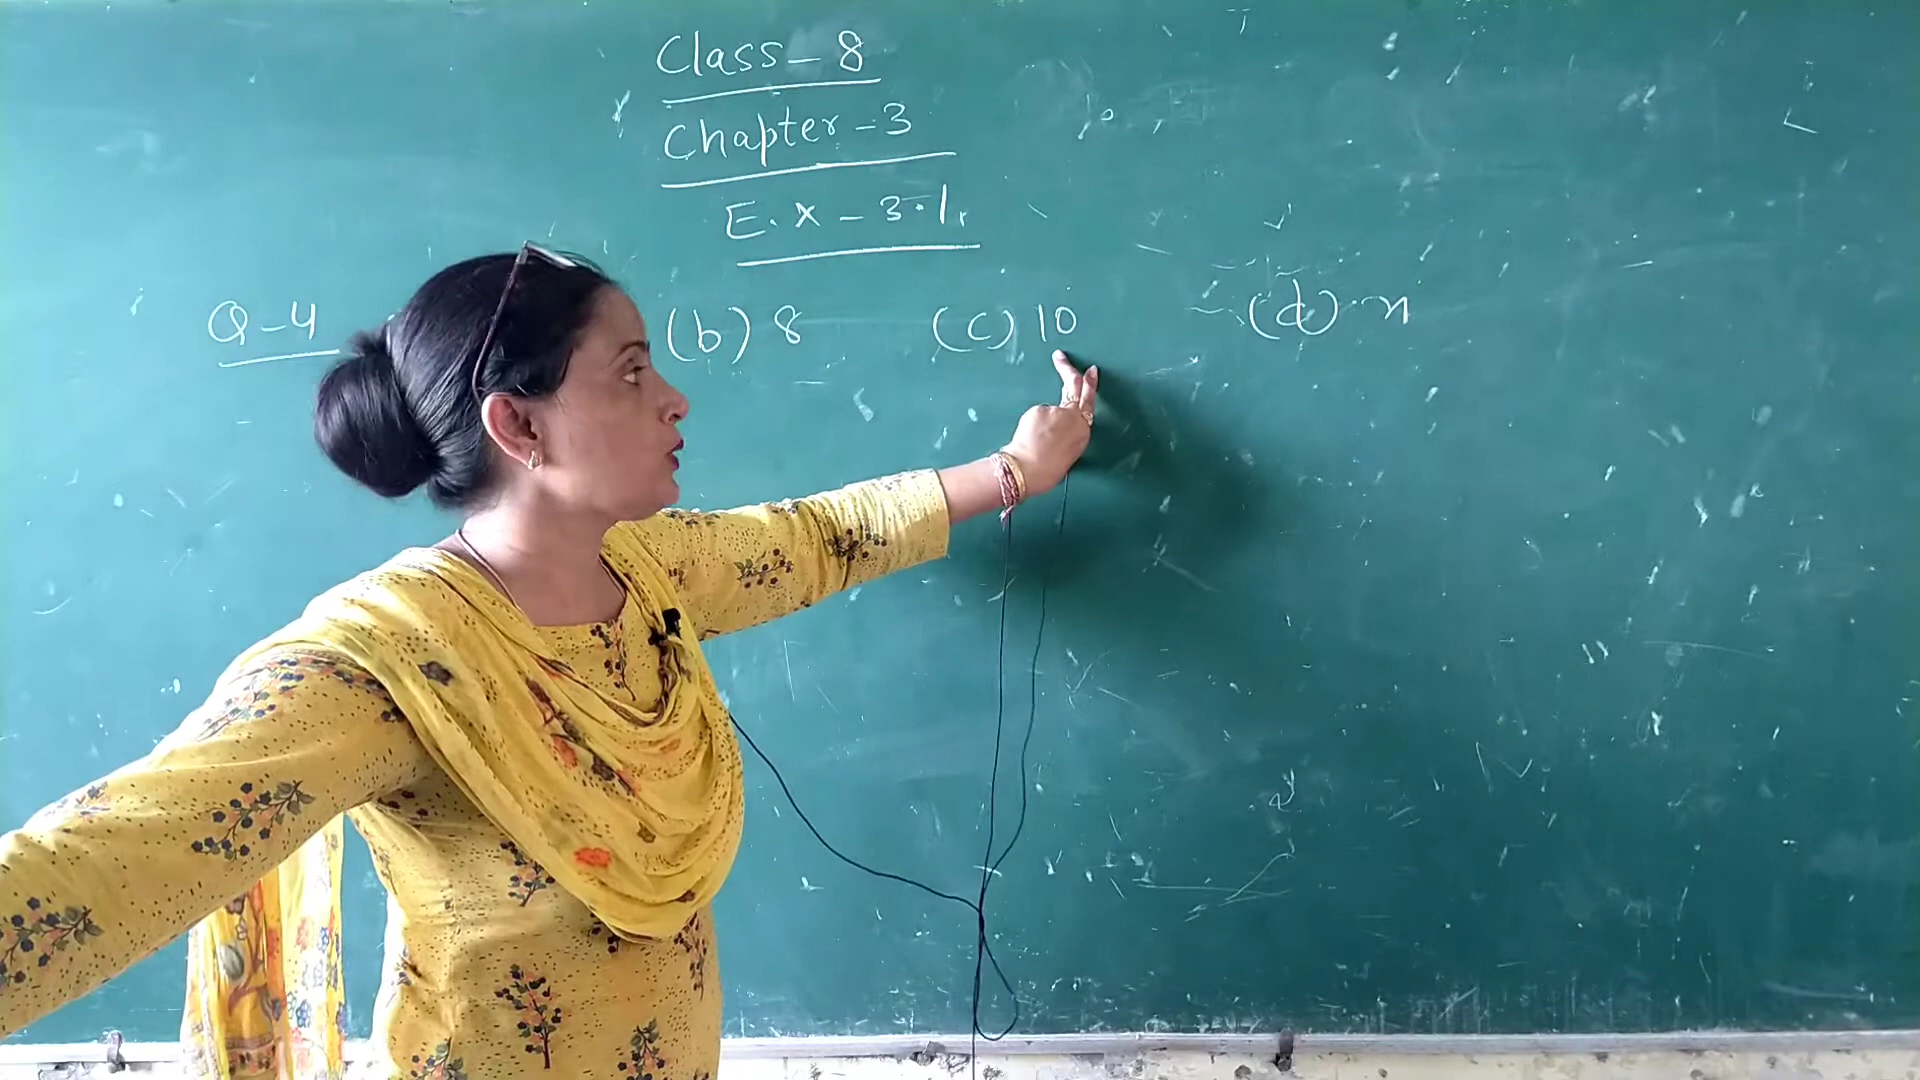 Class - 8
Chapter - 3
E.x - 3.1.
Q-4 (b) 8 (c) 10 (d) n